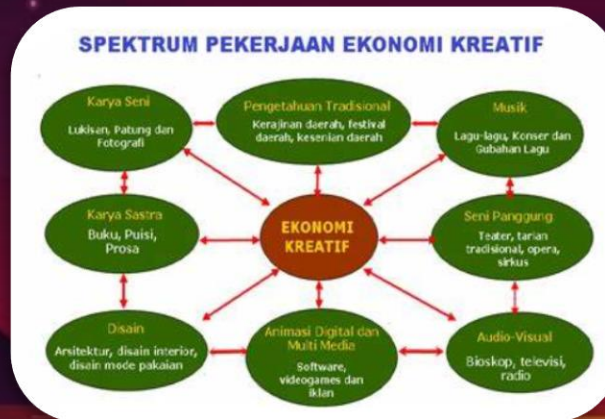 SPEKTRUM PEKERJAAN EKONOMI KREATIF
Karya Seni
Lukisan, Patung dan
Fotografi
Pengetahuan Tradisional
Kerajinan daerah, festival
daerah, kesenian daerah
Musik
Lagu-lagu, Konser dan
Gubahan Lagu
Karya Sastra
Buku, Puisi,
Prosa
EKONOMI
KREATIF
Seni Panggung
Teater, tarian
tradisional, opera,
sirkus
Disain
Arsitektur, disain interior,
disain mode pakaian
Animasi Digital dan
Multi Media
Software,
videogames dan
iklan
Audio-Visual
Bioskop, televisi,
radio